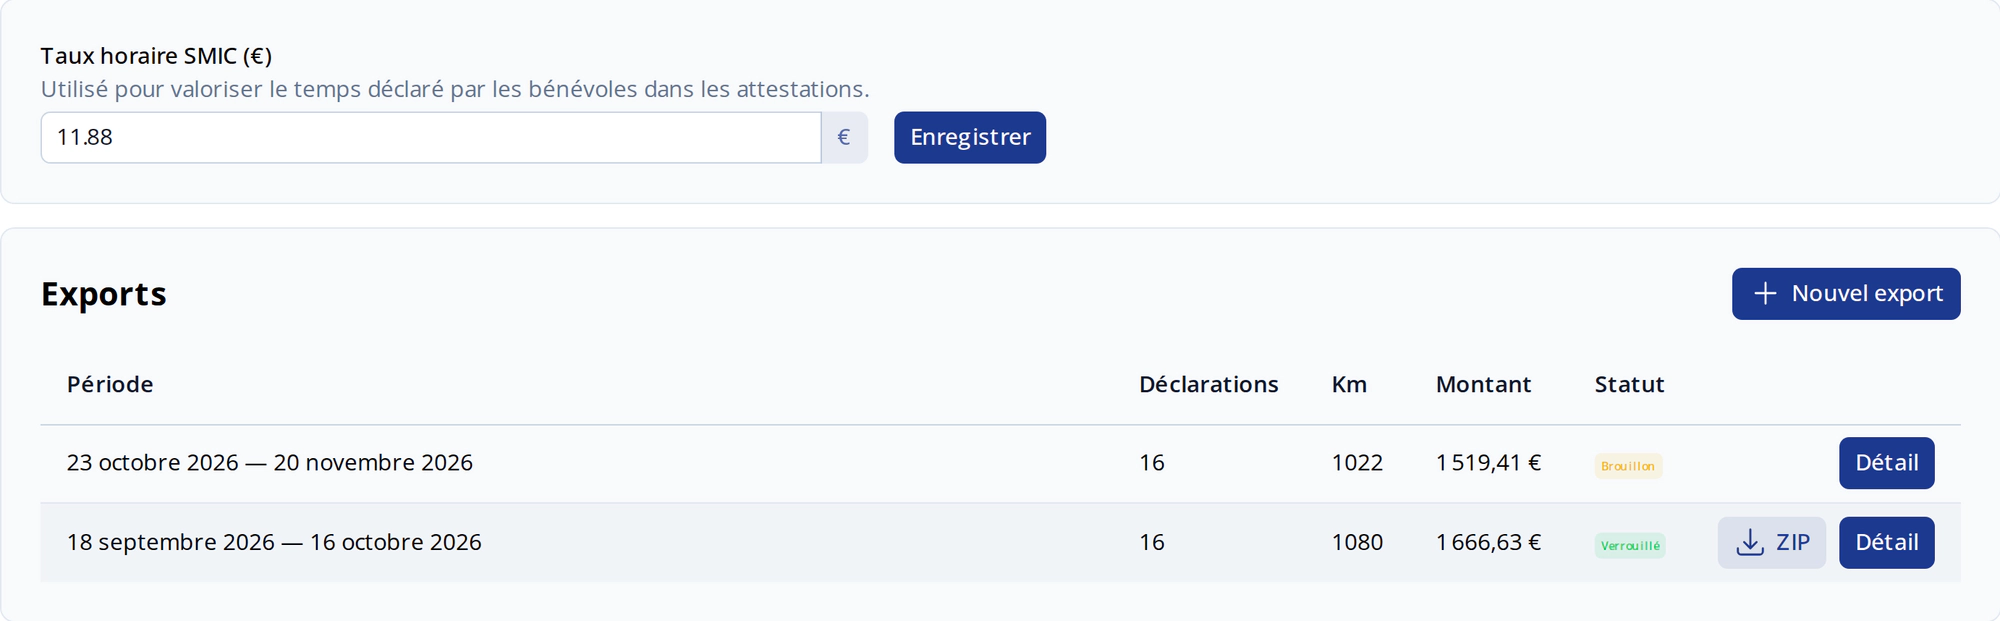 Taux horaire SMIC (€)
Utilisé pour valoriser le temps déclaré par les bénévoles dans les attestations.
11.88 € Enregistrer
Exports Nouvel export
Période Déclarations Km Montant Statut
23 octobre 2026 — 20 novembre 2026 16 1022 1 519,41 € Brouillon Détail
18 septembre 2026 — 16 octobre 2026 16 1080 1 666,63 € Verrouillé ZIP Détail